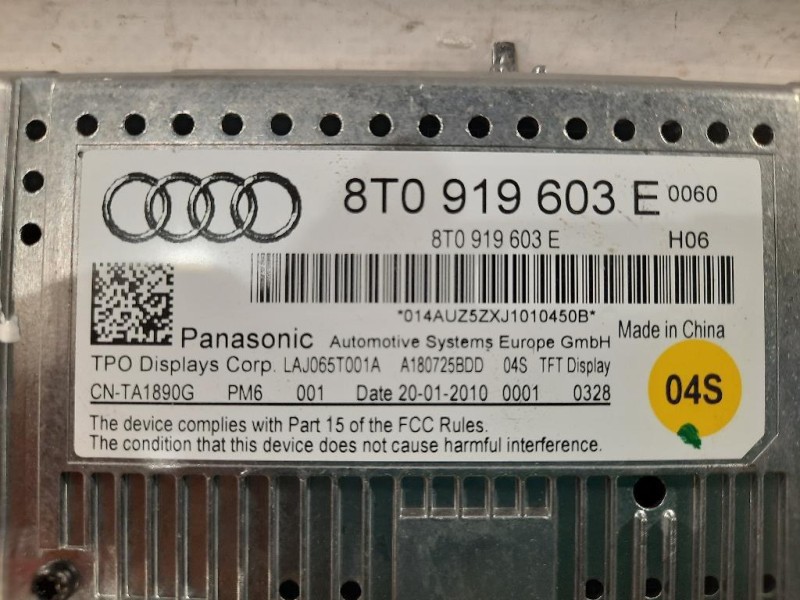 8T0 919 603 E 0060
8T0 919 603 E H06
*014AUZ5ZXJ1010450B*
Panasonic Automotive Systems Europe GmbH Made in China
TPO Displays Corp. LAJ065T001A A180725BDD 04S TFT Display
CN-TA1890G PM6 001 Date 20-01-2010 0001 0328
04S
The device complies with Part 15 of the FCC Rules.
The condition that this device does not cause harmful interference.